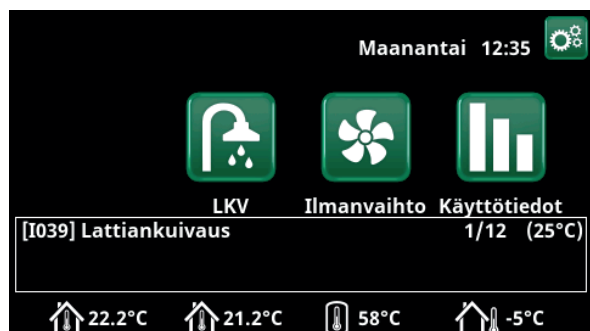 Maanantai 12:35
LKV Ilmanvaihto Käyttötiedot
[I039] Lattiankuivaus 1/12 (25°C)
22.2°C 21.2°C 58°C -5°C